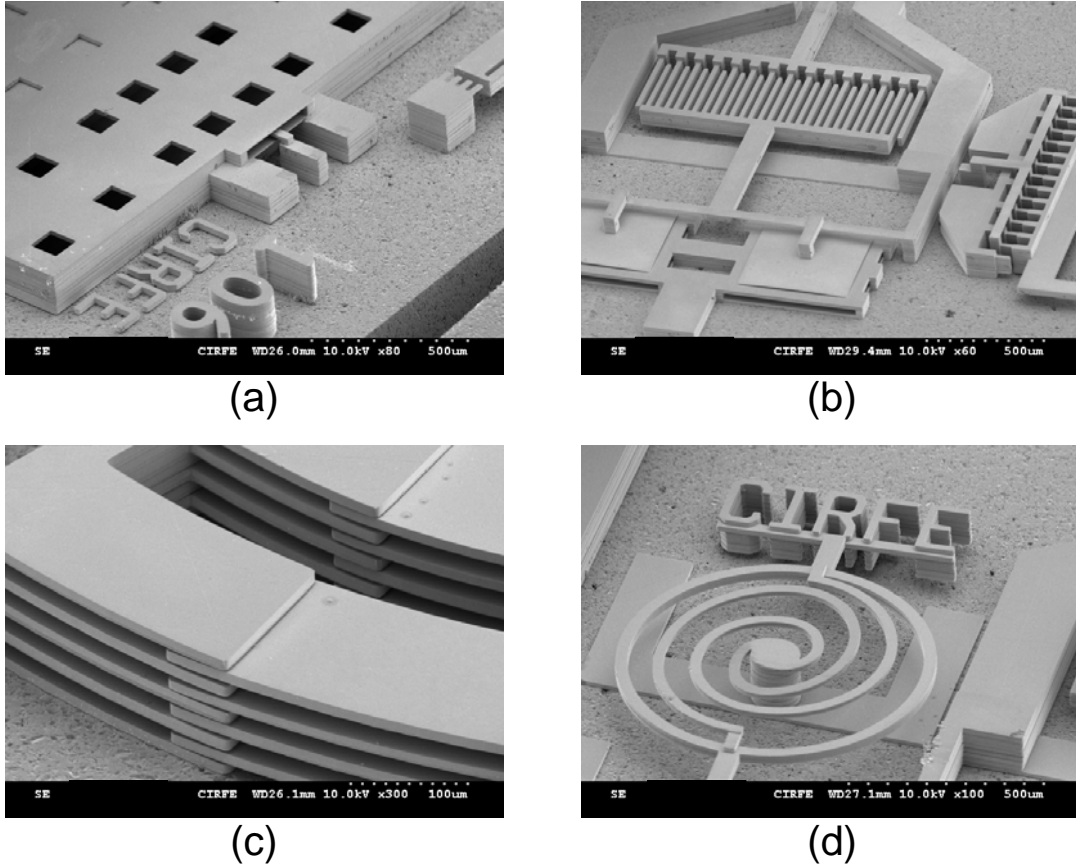 CIRFE
SE CIRFE WD26.0mm 10.0kV x80 500um
(a)
SE CIRFE WD29.4mm 10.0kV x60 500um
(b)
SE CIRFE WD26.1mm 10.0kV x300 100um
(c)
CIRFE
SE CIRFE WD27.1mm 10.0kV x100 500um
(d)